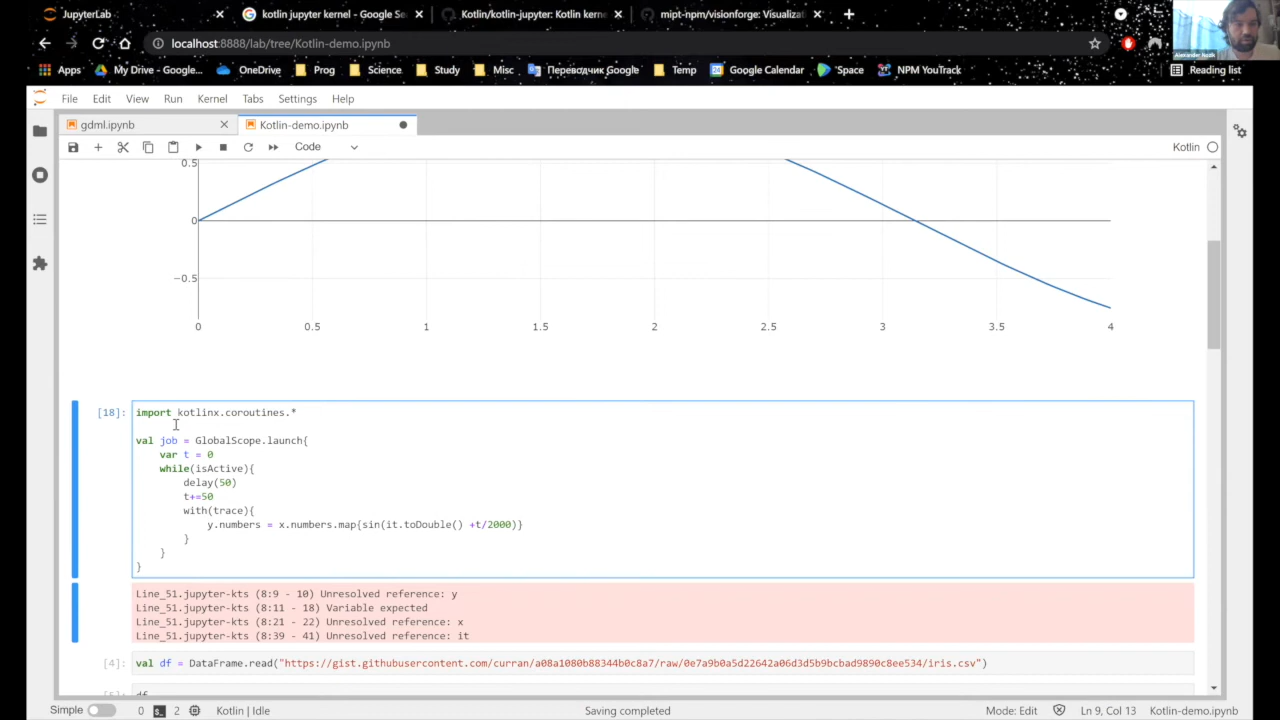 JupyterLab
kotlin jupyter kernel - Google Se
Kotlin/kotlin-jupyter: Kotlin kern
mipt-npm/visionforge: Visualiza
localhost:8888/lab/tree/Kotlin-demo.ipynb
Apps
My Drive - Google...
OneDrive
Prog
Science
Study
Misc
Переводчик Google
Temp
Google Calendar
Space
NPM YouTrack
Reading list
File Edit View Run Kernel Tabs Settings Help
gdml.ipynb
Kotlin-demo.ipynb
Code
Kotlin
0.5
0
−0.5
0 0.5 1 1.5 2 2.5 3 3.5 4
[18]:
import kotlinx.coroutines.*
val job = GlobalScope.launch{
var t = 0
while(isActive){
delay(50)
t+=50
with(trace){
y.numbers = x.numbers.map{sin(it.toDouble() +t/2000)}
}
}
}
Line_51.jupyter-kts (8:9 - 10) Unresolved reference: y
Line_51.jupyter-kts (8:11 - 18) Variable expected
Line_51.jupyter-kts (8:21 - 22) Unresolved reference: x
Line_51.jupyter-kts (8:39 - 41) Unresolved reference: it
[4]: val df = DataFrame.read("https://gist.githubusercontent.com/curran/a08a1080b88344b0c8a7/raw/0e7a9b0a5d22642a06d3d5b9bcbad9890c8ee534/iris.csv")
df
Simple
0
2
Kotlin | Idle
Saving completed
Mode: Edit
Ln 9, Col 13
Kotlin-demo.ipynb